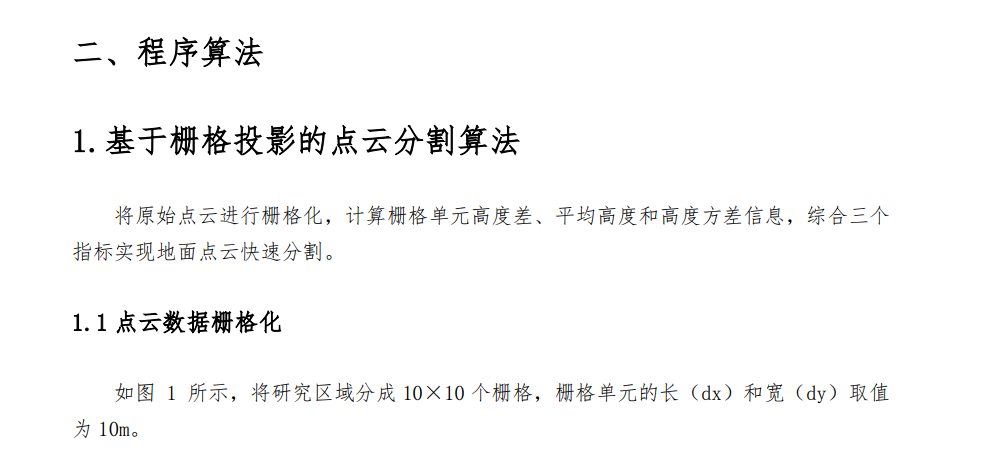 二、程序算法
1.基于栅格投影的点云分割算法
将原始点云进行栅格化，计算栅格单元高度差、平均高度和高度方差信息，综合三个
指标实现地面点云快速分割。
1.1 点云数据栅格化
如图 1 所示，将研究区域分成 10×10 个栅格，栅格单元的长（dx）和宽（dy）取值
为 10m。